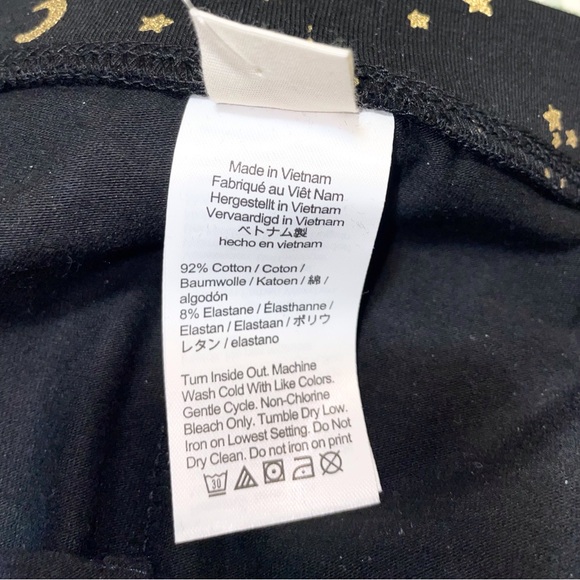 Made in Vietnam
Fabriqué au Viêt Nam
Hergestellt in Vietnam
Vervaardigd in Vietnam
ベトナム製
hecho en vietnam
92% Cotton / Coton /
Baumwolle / Katoen / 綿 /
algodón
8% Elastane / Élasthanne /
Elastan / Elastaan / ポリウ
レタン / elastano
Turn Inside Out. Machine
Wash Cold With Like Colors.
Gentle Cycle. Non-Chlorine
Bleach Only. Tumble Dry Low.
Iron on Lowest Setting. Do Not
Dry Clean. Do not iron on print
30